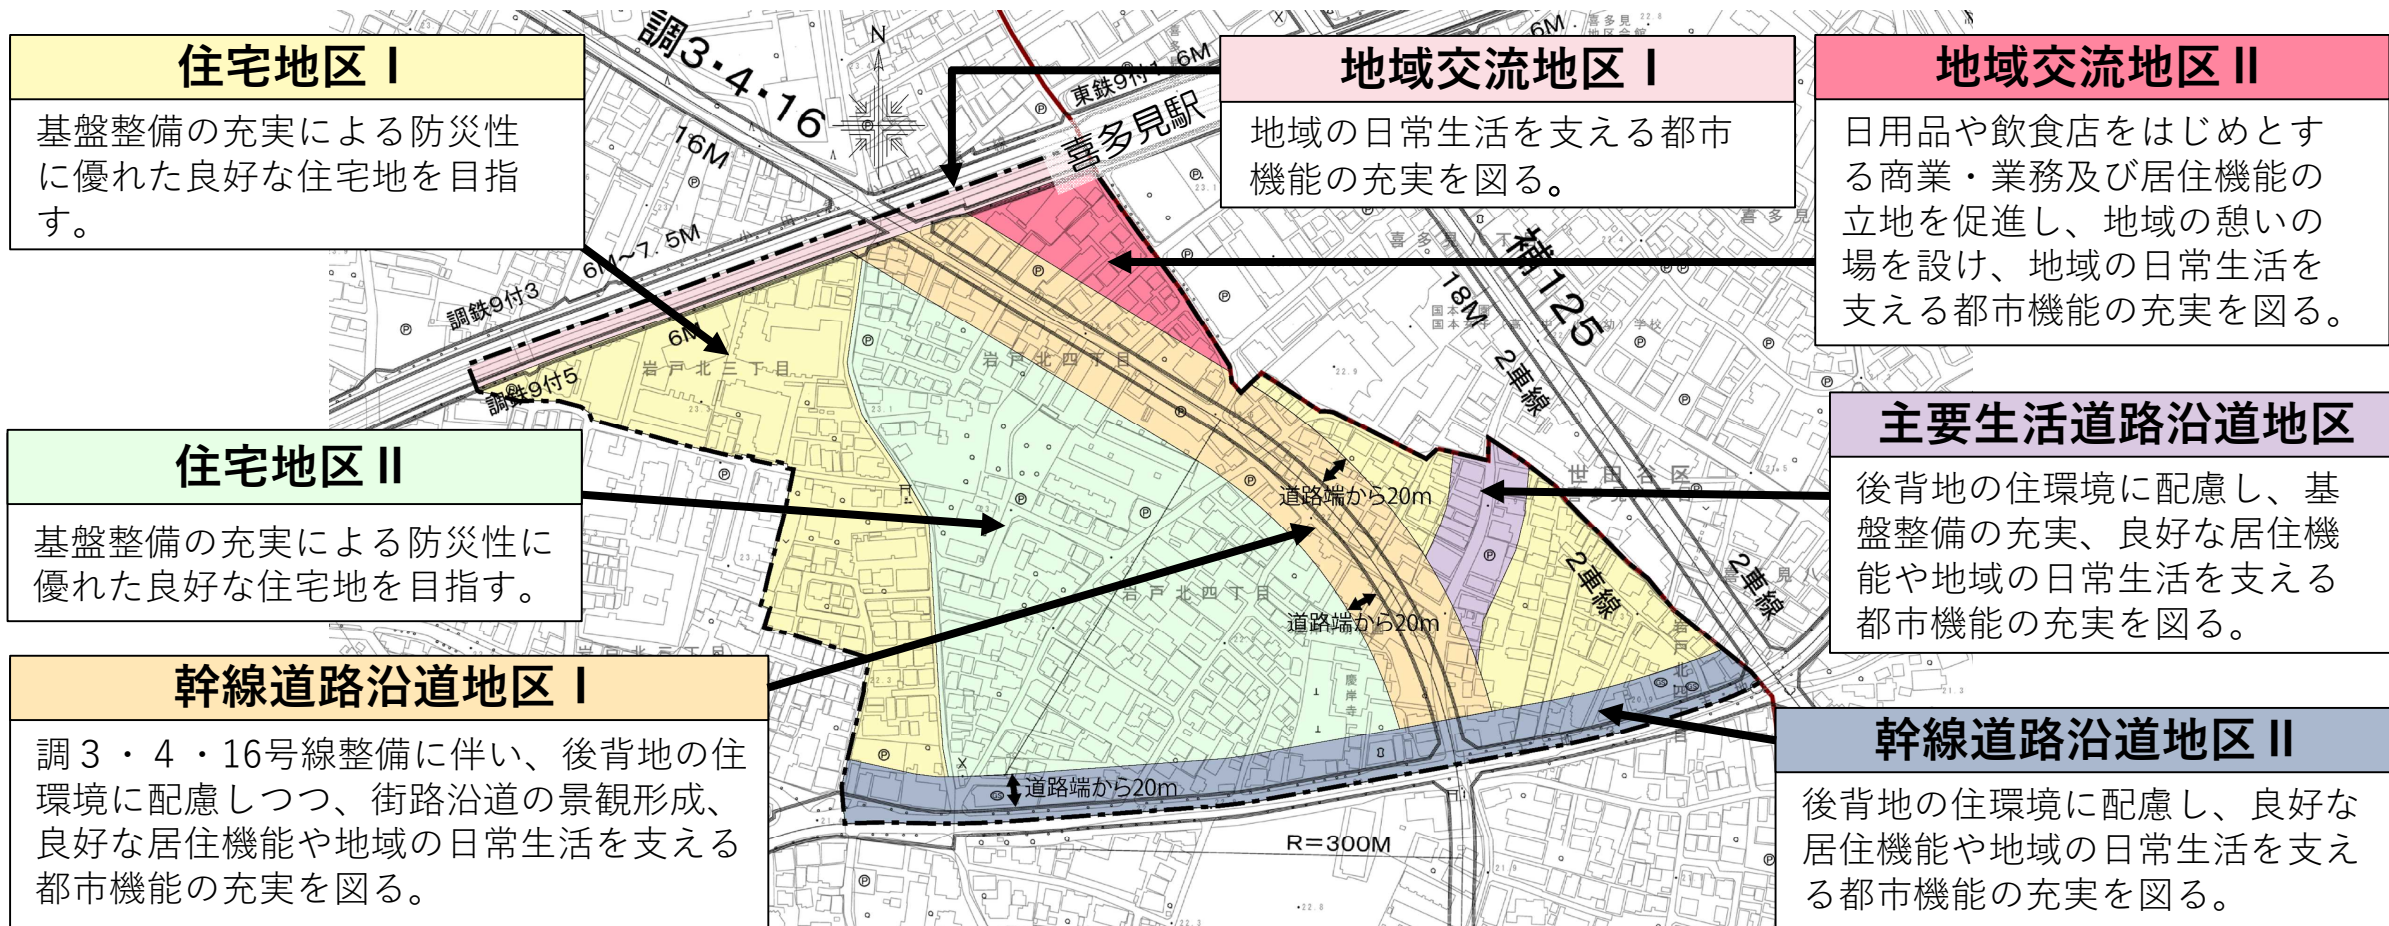 住宅地区Ⅰ
基盤整備の充実による防災性
に優れた良好な住宅地を目指
す。
住宅地区Ⅱ
基盤整備の充実による防災性に
優れた良好な住宅地を目指す。
幹線道路沿道地区Ⅰ
調３・４・16号線整備に伴い、後背地の住
環境に配慮しつつ、街路沿道の景観形成、
良好な居住機能や地域の日常生活を支える
都市機能の充実を図る。
地域交流地区Ⅰ
地域の日常生活を支える都市
機能の充実を図る。
地域交流地区Ⅱ
日用品や飲食店をはじめとす
る商業・業務及び居住機能の
立地を促進し、地域の憩いの
場を設け、地域の日常生活を
支える都市機能の充実を図る。
主要生活道路沿道地区
後背地の住環境に配慮し、基
盤整備の充実、良好な居住機
能や地域の日常生活を支える
都市機能の充実を図る。
幹線道路沿道地区Ⅱ
後背地の住環境に配慮し、良好な
居住機能や地域の日常生活を支え
る都市機能の充実を図る。
調3・4・16
16M
N
6M
東鉄9付1
6M
喜多見駅
6M～7.5M
調鉄9付3
6M
調鉄9付5
補125
18M
2車線
2車線
2車線
岩戸北三丁目
岩戸北四丁目
岩戸北四丁目
岩戸北三丁目
世田谷区
慶岸寺
道路端から20m
道路端から20m
道路端から20m
R=300M